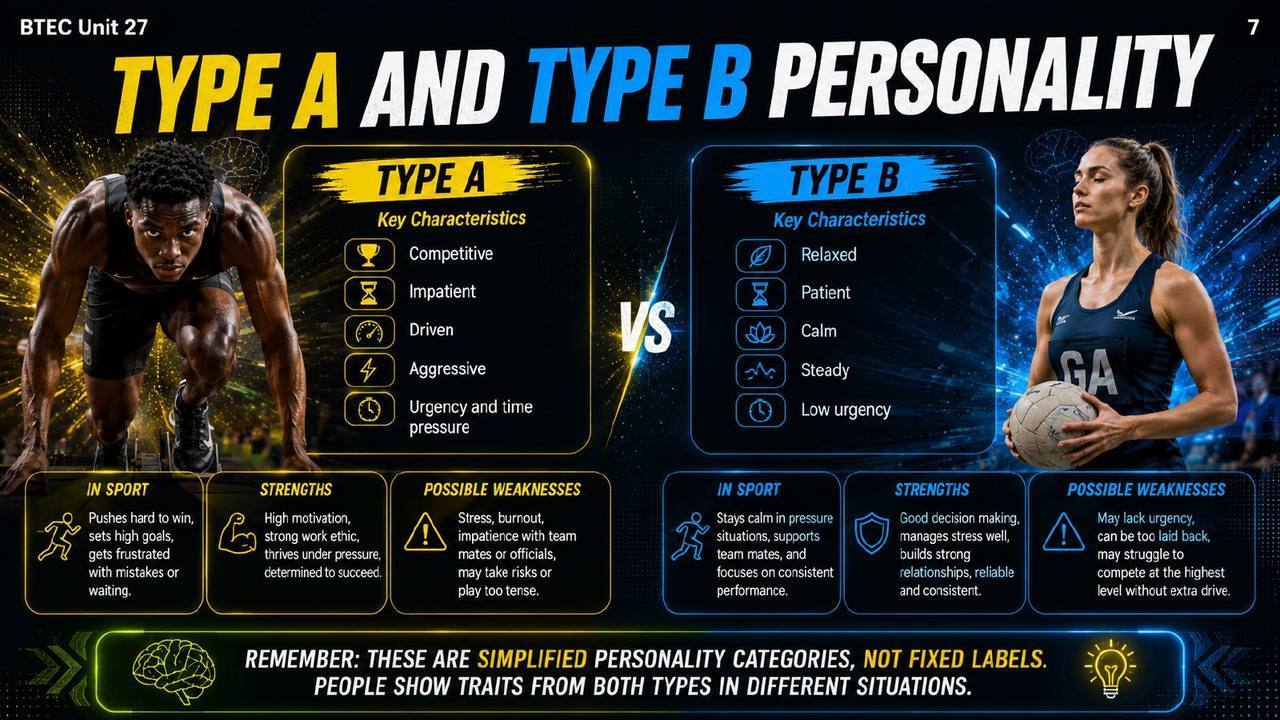 BTEC Unit 27
7
TYPE A AND TYPE B PERSONALITY
TYPE A
Key Characteristics
Competitive
Impatient
Driven
Aggressive
Urgency and time
pressure
VS
TYPE B
Key Characteristics
Relaxed
Patient
Calm
Steady
Low urgency
GA
IN SPORT
Pushes hard to win,
sets high goals,
gets frustrated
with mistakes or
waiting.
STRENGTHS
High motivation,
strong work ethic,
thrives under pressure,
determined to succeed.
POSSIBLE WEAKNESSES
Stress, burnout,
impatience with team
mates or officials,
may take risks or
play too tense.
IN SPORT
Stays calm in pressure
situations, supports
team mates, and
focuses on consistent
performance.
STRENGTHS
Good decision making,
manages stress well,
builds strong
relationships, reliable
and consistent.
POSSIBLE WEAKNESSES
May lack urgency,
can be too laid back,
may struggle to
compete at the highest
level without extra drive.
REMEMBER: THESE ARE SIMPLIFIED PERSONALITY CATEGORIES, NOT FIXED LABELS.
PEOPLE SHOW TRAITS FROM BOTH TYPES IN DIFFERENT SITUATIONS.